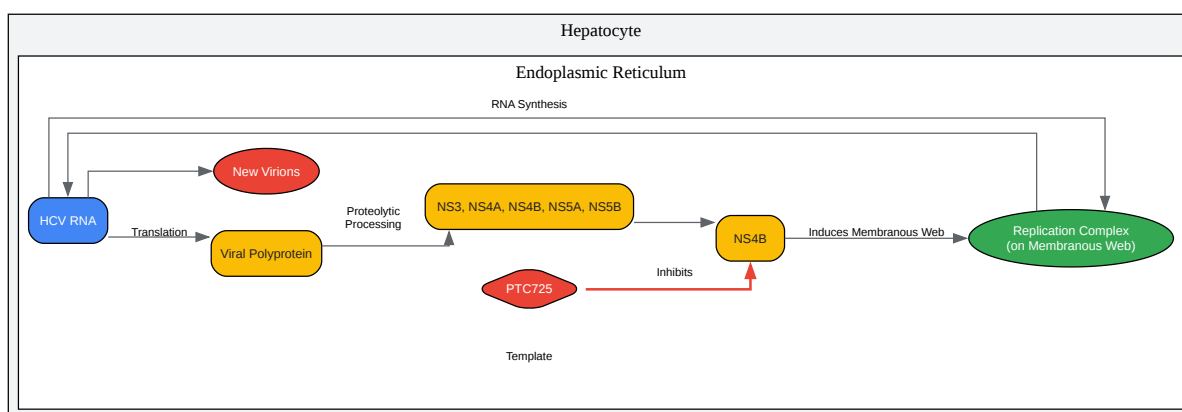 Hepatocyte
Endoplasmic Reticulum
RNA Synthesis
New Virions
HCV RNA
Translation
Viral Polyprotein
Proteolytic
Processing
NS3, NS4A, NS4B, NS5A, NS5B
NS4B
Induces Membranous Web
Replication Complex
(on Membranous Web)
Inhibits
PTC725
Template